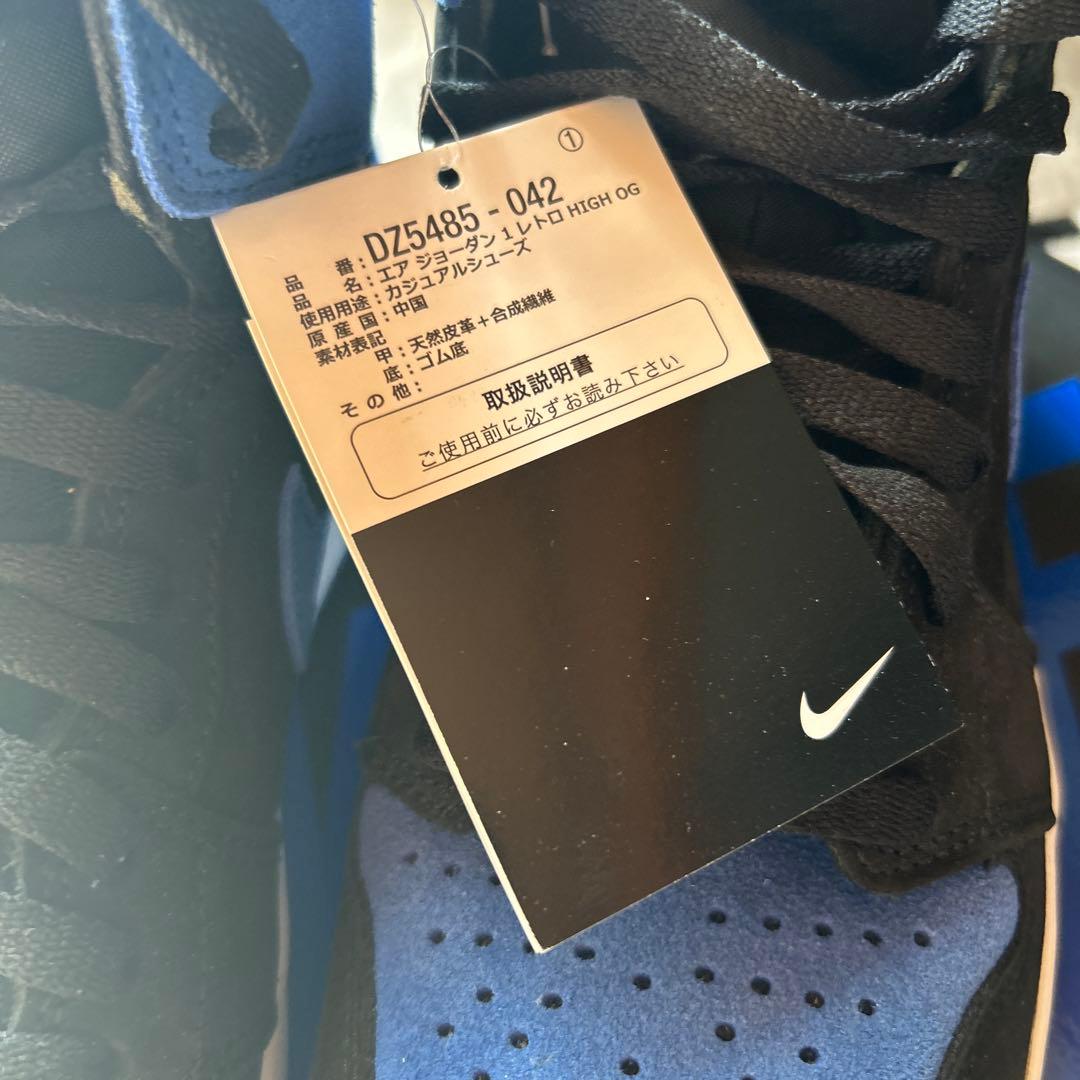 ①
品番:DZ5485-042
品名:エア ジョーダン 1 レトロ HIGH OG
使用用途:カジュアルシューズ
原産国:中国
素材表記
甲:天然皮革+合成繊維
底:ゴム底
その他:
取扱説明書
ご使用前に必ずお読み下さい